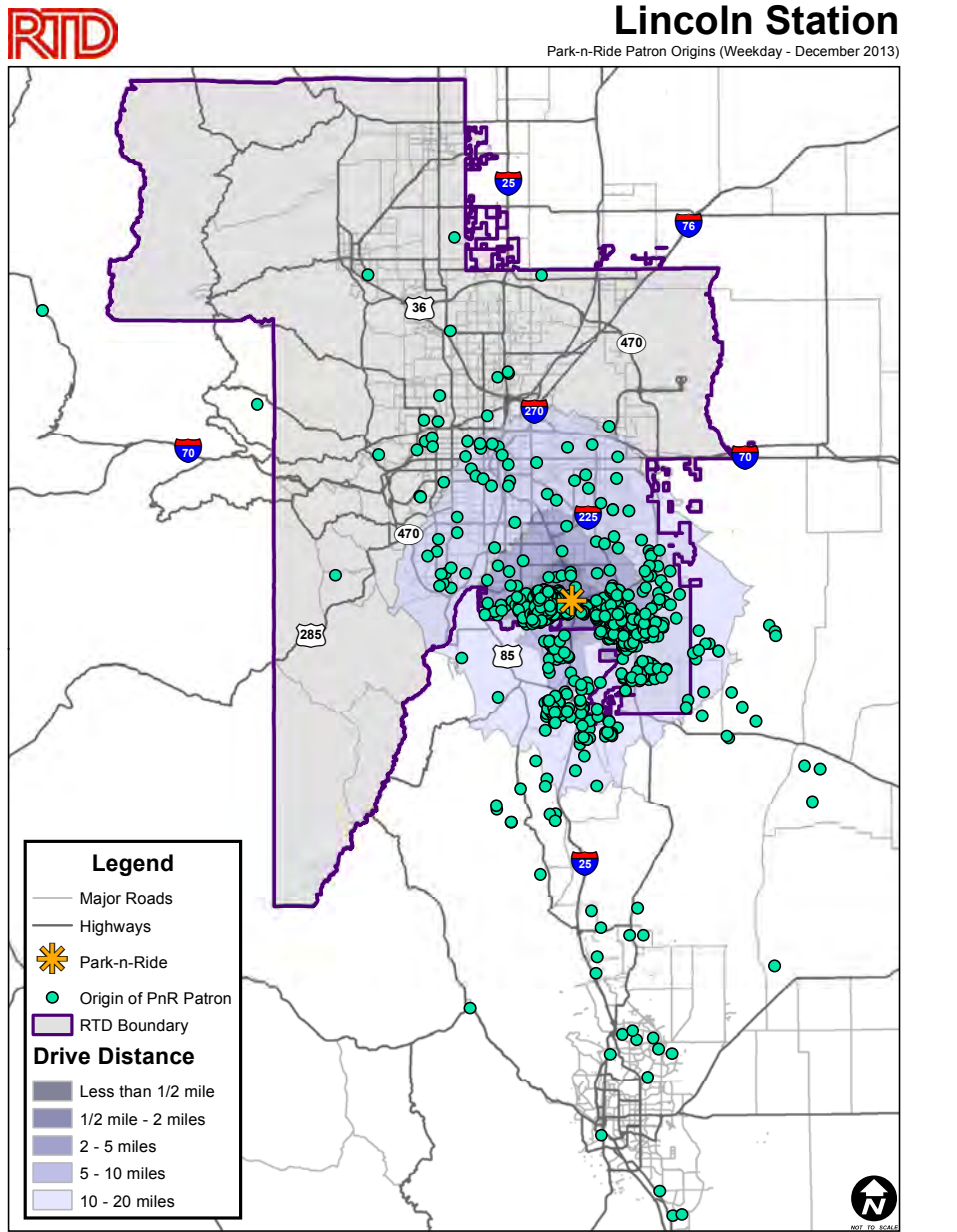 RTD
Lincoln Station
Park-n-Ride Patron Origins (Weekday - December 2013)
25
76
36
470
270
70
70
225
470
285
85
25
Legend
Major Roads
Highways
Park-n-Ride
Origin of PnR Patron
RTD Boundary
Drive Distance
Less than 1/2 mile
1/2 mile - 2 miles
2 - 5 miles
5 - 10 miles
10 - 20 miles
N
NOT TO SCALE